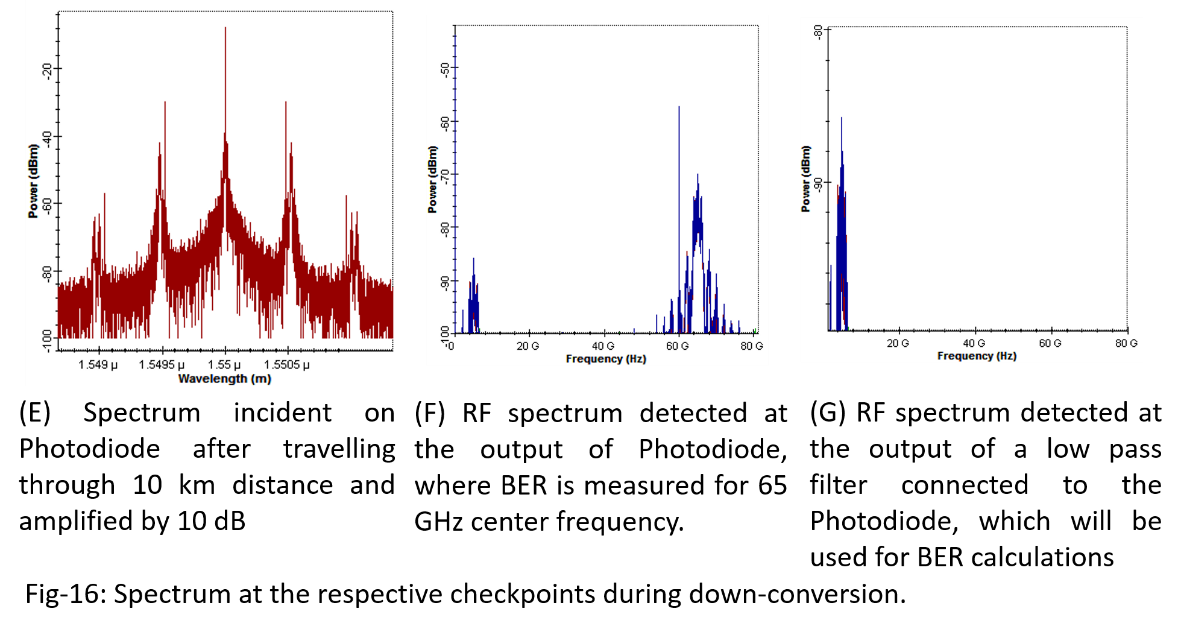 -20
-40
-60
-80
-100
Power (dBm)
1.549 µ 1.5495 µ 1.55 µ 1.5505 µ
Wavelength (m)
-50
-60
-70
-80
-90
-100
Power (dBm)
-0 20 G 40 G 60 G 80 G
Frequency (Hz)
-80
-90
Power (dBm)
20 G 40 G 60 G 80 G
Frequency (Hz)
(E) Spectrum incident on
Photodiode after travelling
through 10 km distance and
amplified by 10 dB
(F) RF spectrum detected at
the output of Photodiode,
where BER is measured for 65
GHz center frequency.
(G) RF spectrum detected at
the output of a low pass
filter connected to the
Photodiode, which will be
used for BER calculations
Fig-16: Spectrum at the respective checkpoints during down-conversion.